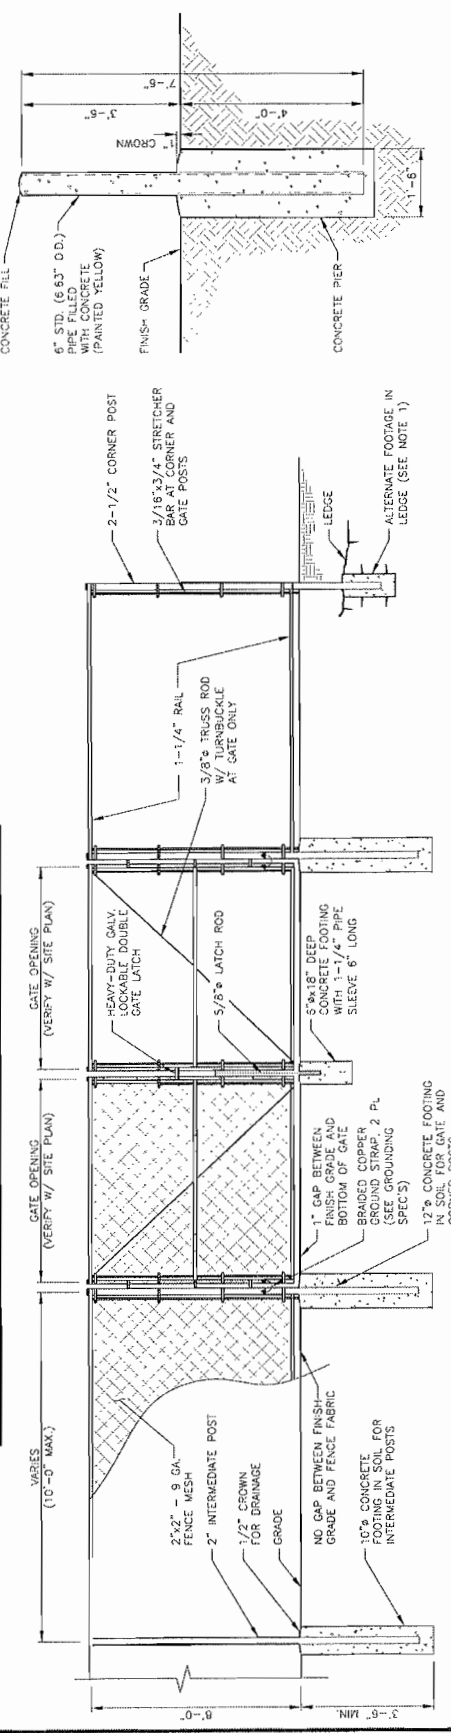 VARIES
(10'-0" MAX.)
GATE OPENING
(VERIFY W/ SITE PLAN)
GATE OPENING
(VERIFY W/ SITE PLAN)
2"x2" - 9 GA.
FENCE MESH
2" INTERMEDIATE POST
1/2" CROWN
FOR DRAINAGE
GRADE
8'-0"
3'-6" MIN.
NO GAP BETWEEN FINISH
GRADE AND FENCE FABRIC
10"ø CONCRETE
FOOTING IN SOIL FOR
INTERMEDIATE POSTS
HEAVY-DUTY GALV.
LOCKABLE DOUBLE
GATE LATCH
5/8"ø LATCH ROD
1" GAP BETWEEN
FINISH GRADE AND
BOTTOM OF GATE
BRAIDED COPPER
GROUND STRAP, 2 PL
(SEE GROUNDING
SPEC'S)
12"ø CONCRETE FOOTING
IN SOIL FOR GATE AND
6"øx18" DEEP
CONCRETE FOOTING
WITH 1-1/4" PIPE
SLEEVE 6" LONG
1-1/4" RAIL
3/8"ø TRUSS ROD
W/ TURNBUCKLE
AT GATE ONLY
2-1/2" CORNER POST
3/16"x3/4" STRETCHER
BAR AT CORNER AND
GATE POSTS
LEDGE
ALTERNATE FOOTAGE IN
LEDGE (SEE NOTE 1)
CONCRETE FILL
6" STD. (6.63" O.D.)
PIPE FILLED
WITH CONCRETE
(PAINTED YELLOW)
FINISH GRADE
CONCRETE PIER
1" CROWN
3'-6"
7'-6"
4'-0"
1'-6"